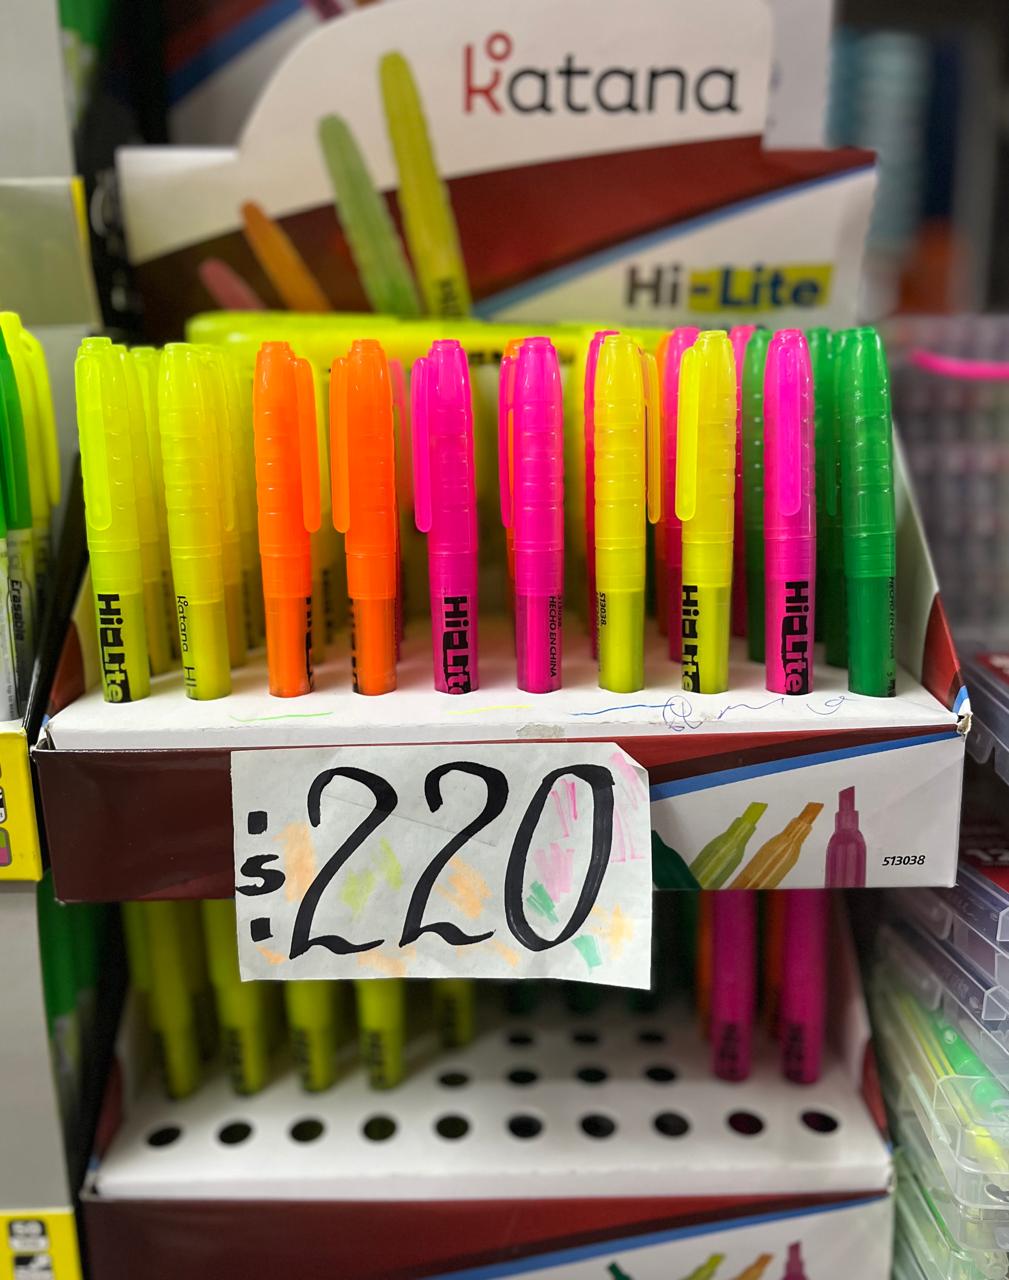 katana
Hi-Lite
Hi-Lite
katana
Hi-Lite
513038
HECHO EN CHINA
513038
Hi-Lite
Hi-Lite
HECHO EN CHINA
Erasable
:S:
220
513038